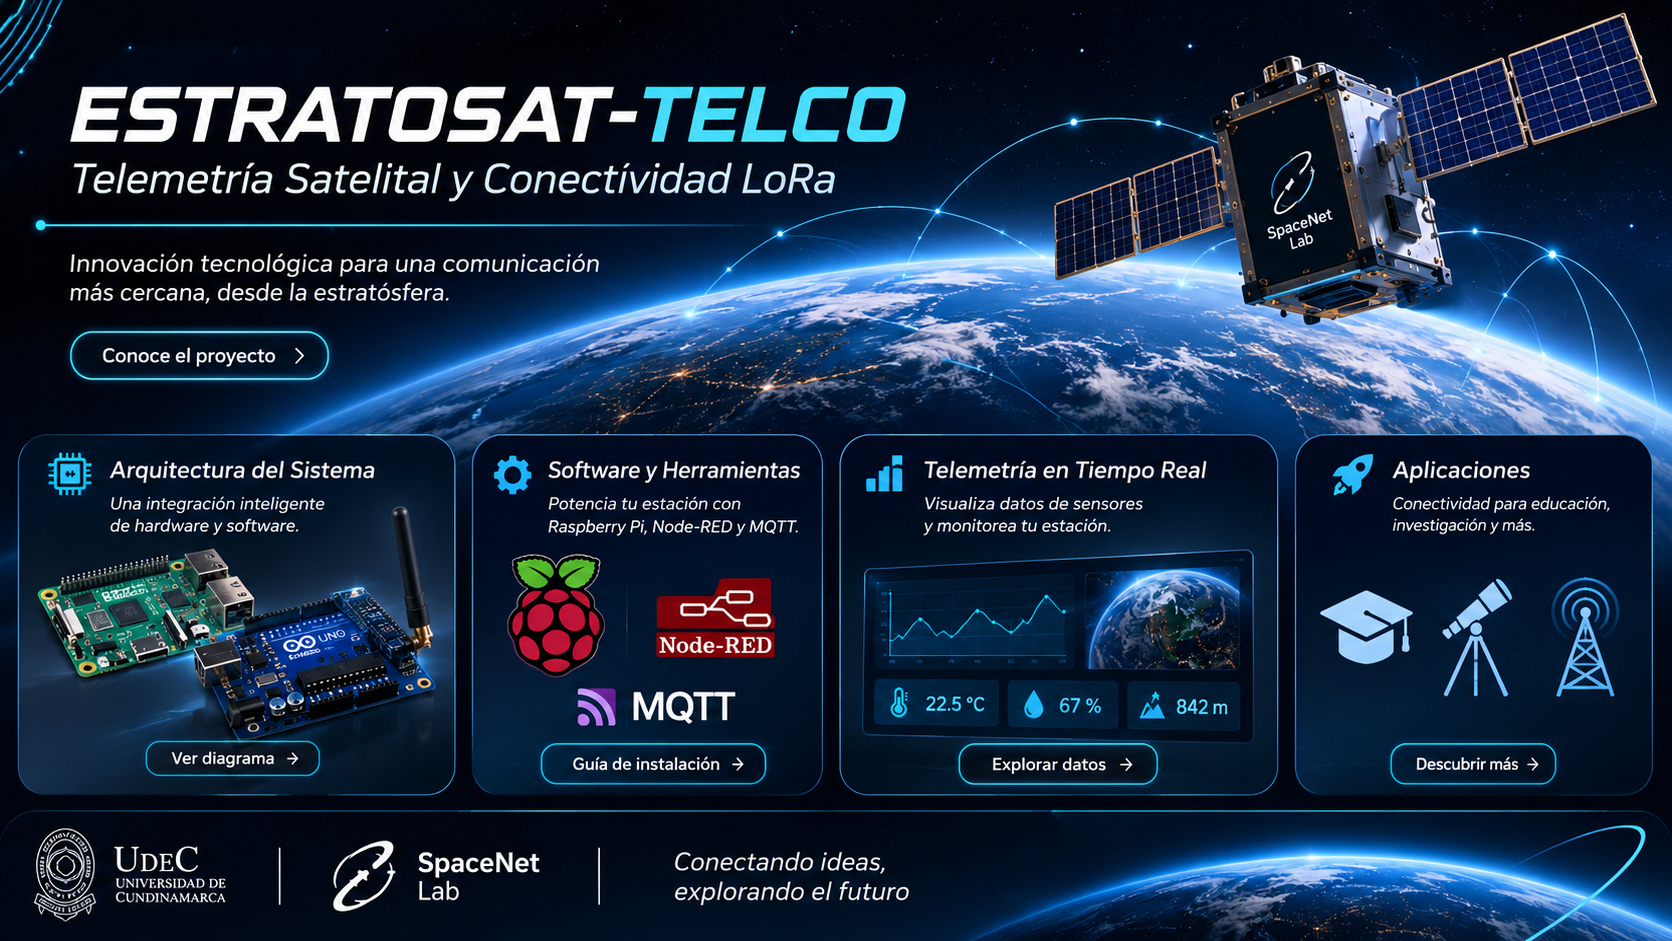 ESTRATOSAT-TELCO
Telemetría Satelital y Conectividad LoRa
Innovación tecnológica para una comunicación
más cercana, desde la estratósfera.
Conoce el proyecto
SpaceNet
Lab
Arquitectura del Sistema
Una integración inteligente
de hardware y software.
UNO
Ver diagrama
Software y Herramientas
Potencia tu estación con
Raspberry Pi, Node-RED y MQTT.
Node-RED
MQTT
Guía de instalación
Telemetría en Tiempo Real
Visualiza datos de sensores
y monitorea tu estación.
22.5 °C
67 %
842 m
Explorar datos
Aplicaciones
Conectividad para educación,
investigación y más.
Descubrir más
UDEC
UNIVERSIDAD DE
CUNDINAMARCA
SpaceNet
Lab
Conectando ideas,
explorando el futuro